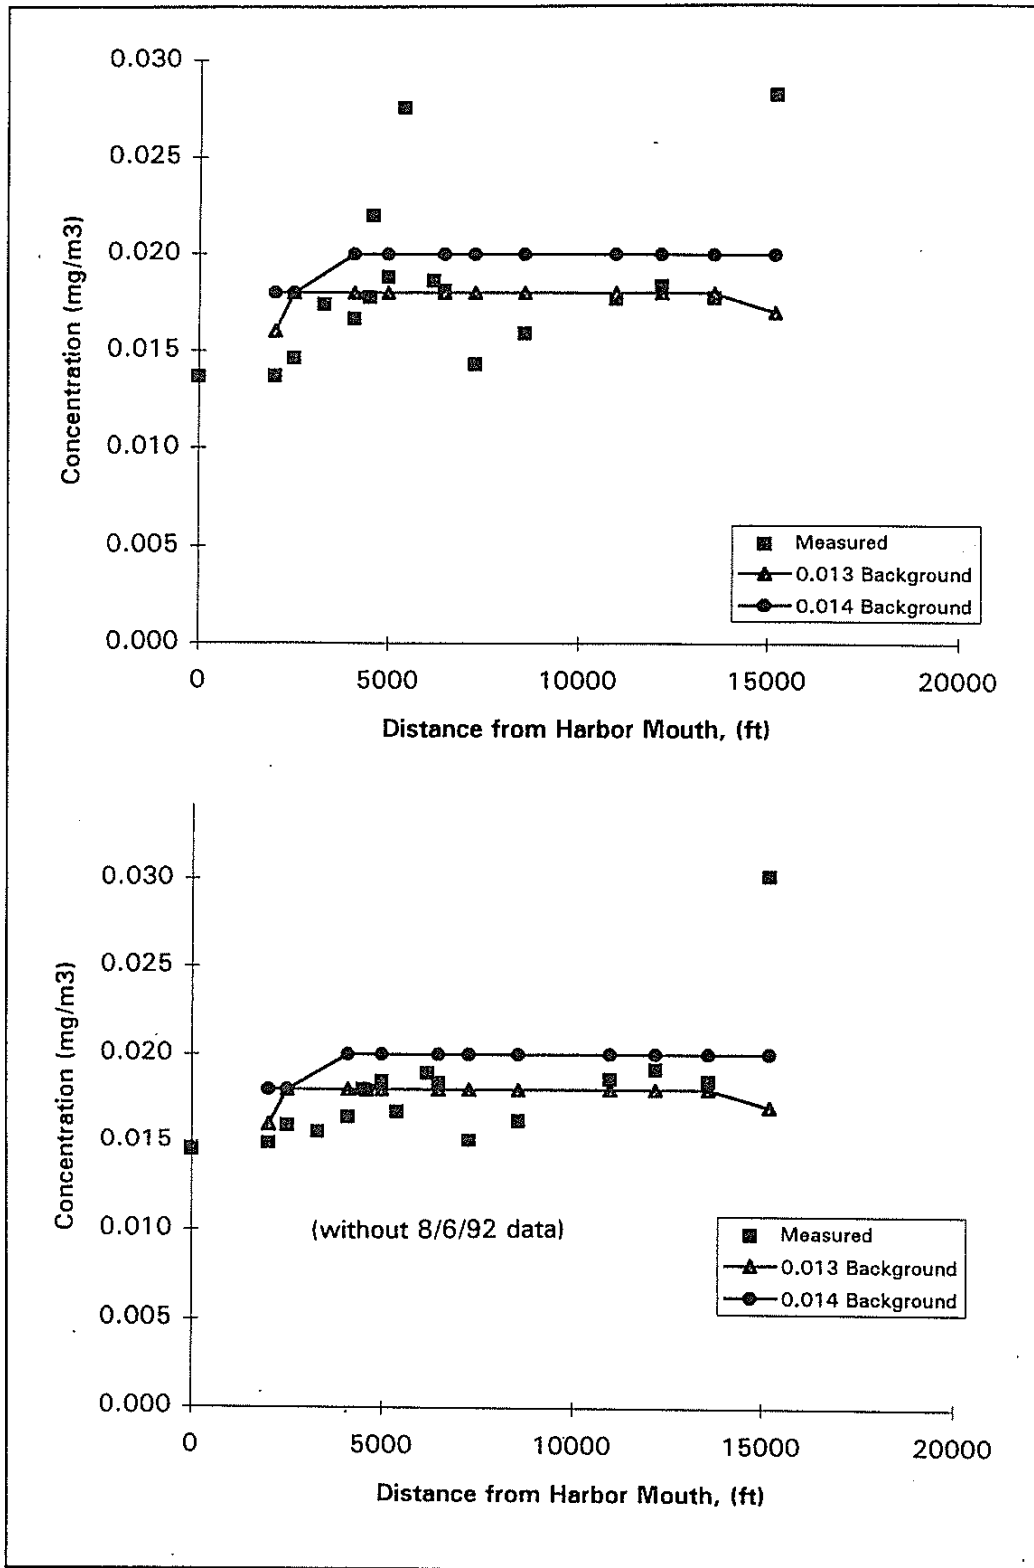 0.030
0.025
0.020
0.015
0.010
0.005
0.000
Concentration (mg/m3)
Measured
0.013 Background
0.014 Background
0 5000 10000 15000 20000
Distance from Harbor Mouth, (ft)
0.030
0.025
0.020
0.015
0.010
0.005
0.000
Concentration (mg/m3)
(without 8/6/92 data)
Measured
0.013 Background
0.014 Background
0 5000 10000 15000 20000
Distance from Harbor Mouth, (ft)